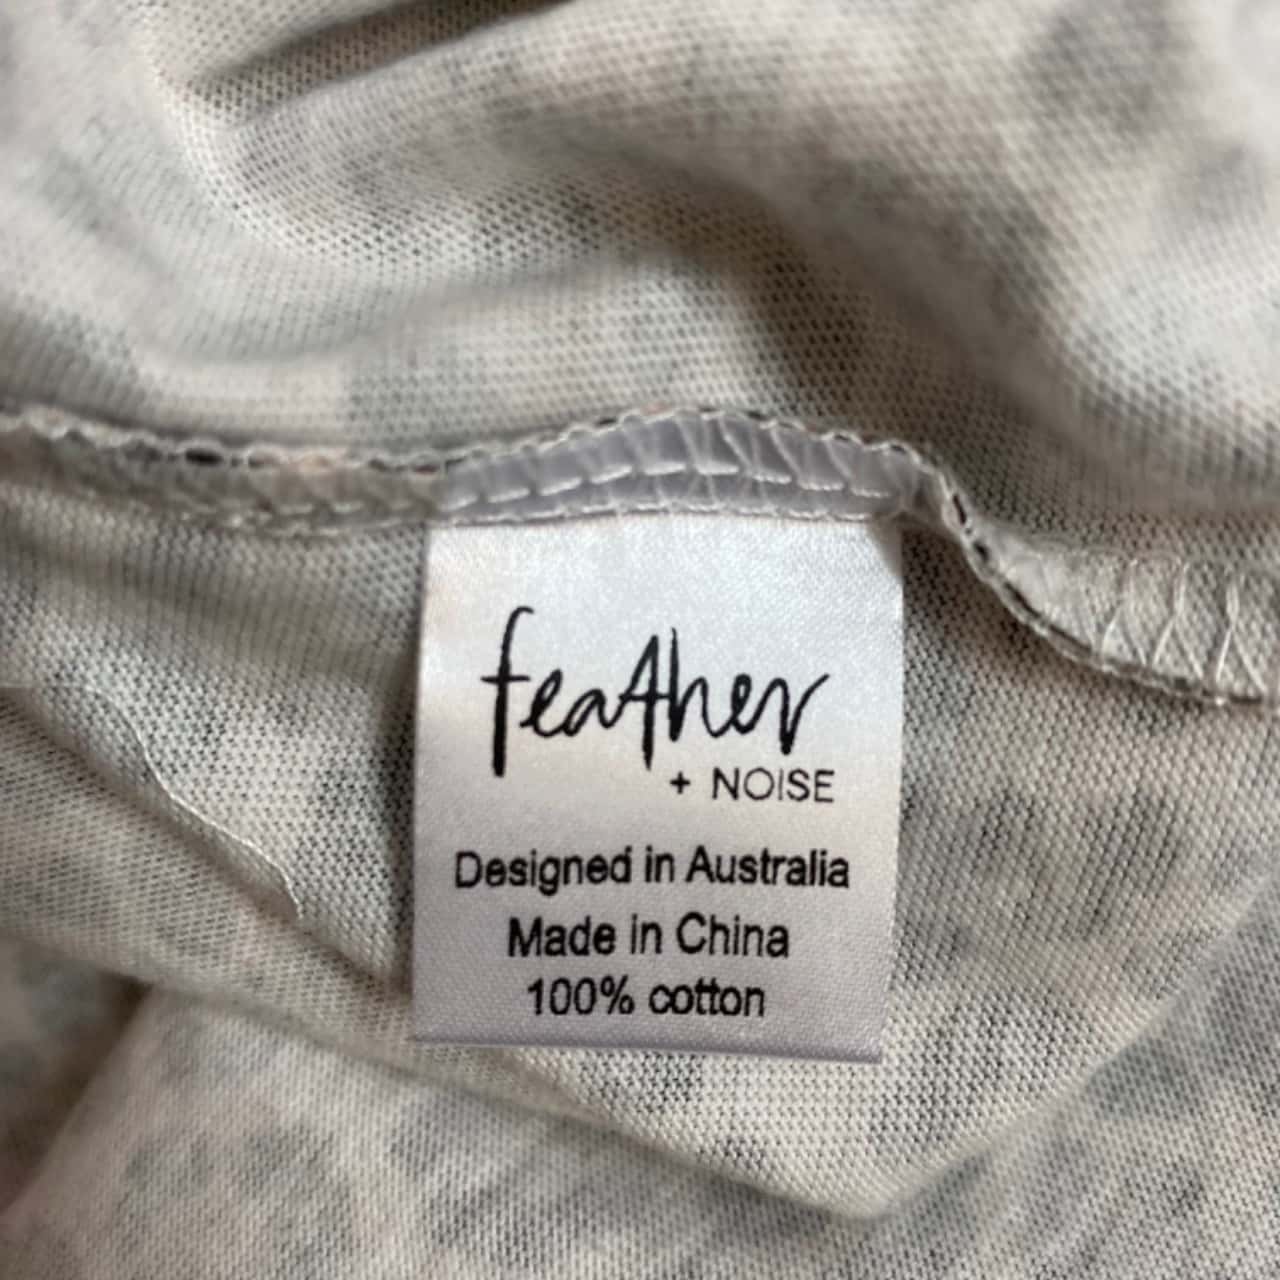 feather
+ NOISE
Designed in Australia
Made in China
100% cotton